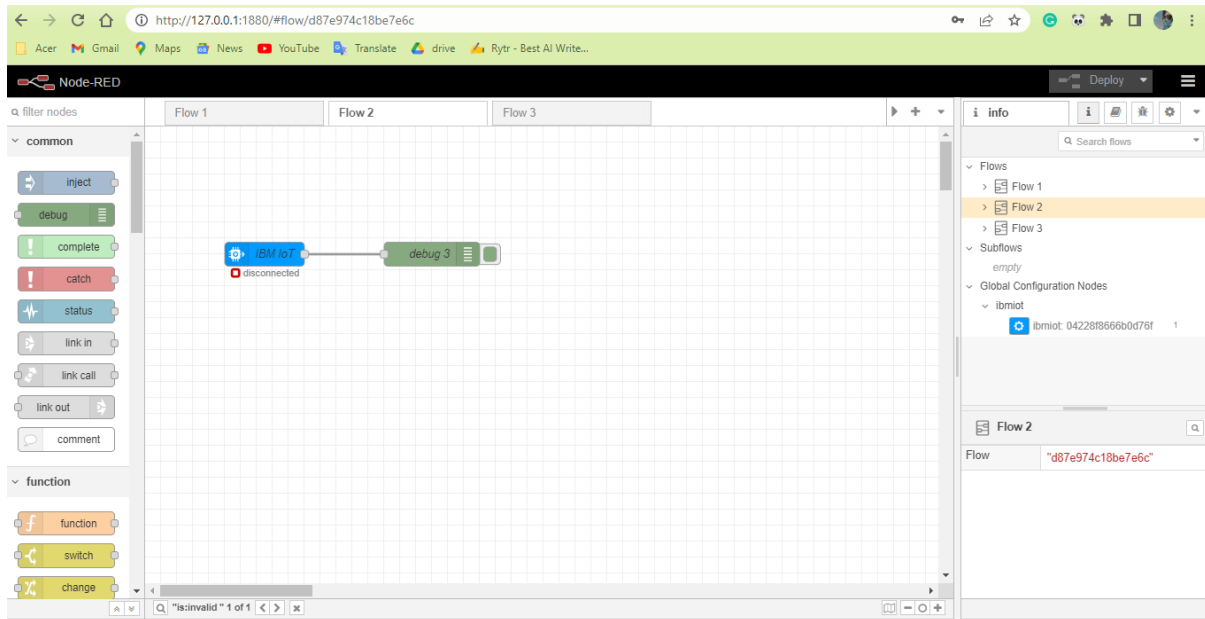 http://127.0.0.1:1880/#flow/d87e974c18be7e6c
Acer Gmail Maps News YouTube Translate drive Rytr - Best AI Write...
Node-RED Deploy
filter nodes Flow 1 Flow 2 Flow 3 i info
common
Search flows
Flows
inject
Flow 1
debug
Flow 2
Flow 3
complete
IBM IoT debug 3
Subflows
disconnected
empty
catch
Global Configuration Nodes
ibmiot
status
ibmiot: 04228f8666b0d76f 1
link in
link call
link out
Flow 2
comment
Flow "d87e974c18be7e6c"
function
function
switch
change
"is:invalid " 1 of 1